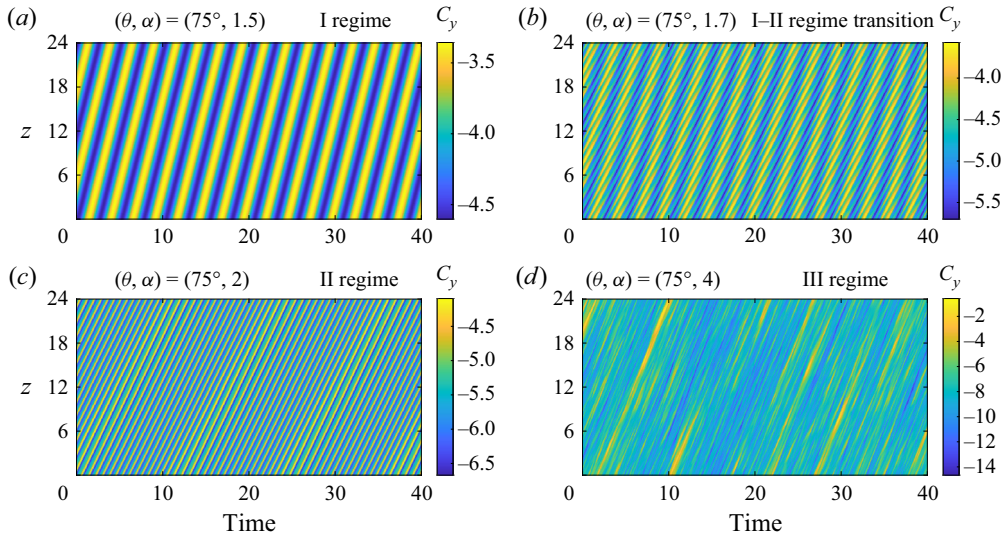 (a) (θ, α) = (75°, 1.5) I regime C_y
24
18
z 12
6
0 10 20 30 40
–3.5
–4.0
–4.5
(b) (θ, α) = (75°, 1.7) I–II regime transition C_y
24
18
12
6
0 10 20 30 40
–4.0
–4.5
–5.0
–5.5
(c) (θ, α) = (75°, 2) II regime C_y
24
18
z 12
6
0 10 20 30 40
Time
–4.5
–5.0
–5.5
–6.0
–6.5
(d) (θ, α) = (75°, 4) III regime C_y
24
18
12
6
0 10 20 30 40
Time
–2
–4
–6
–8
–10
–12
–14